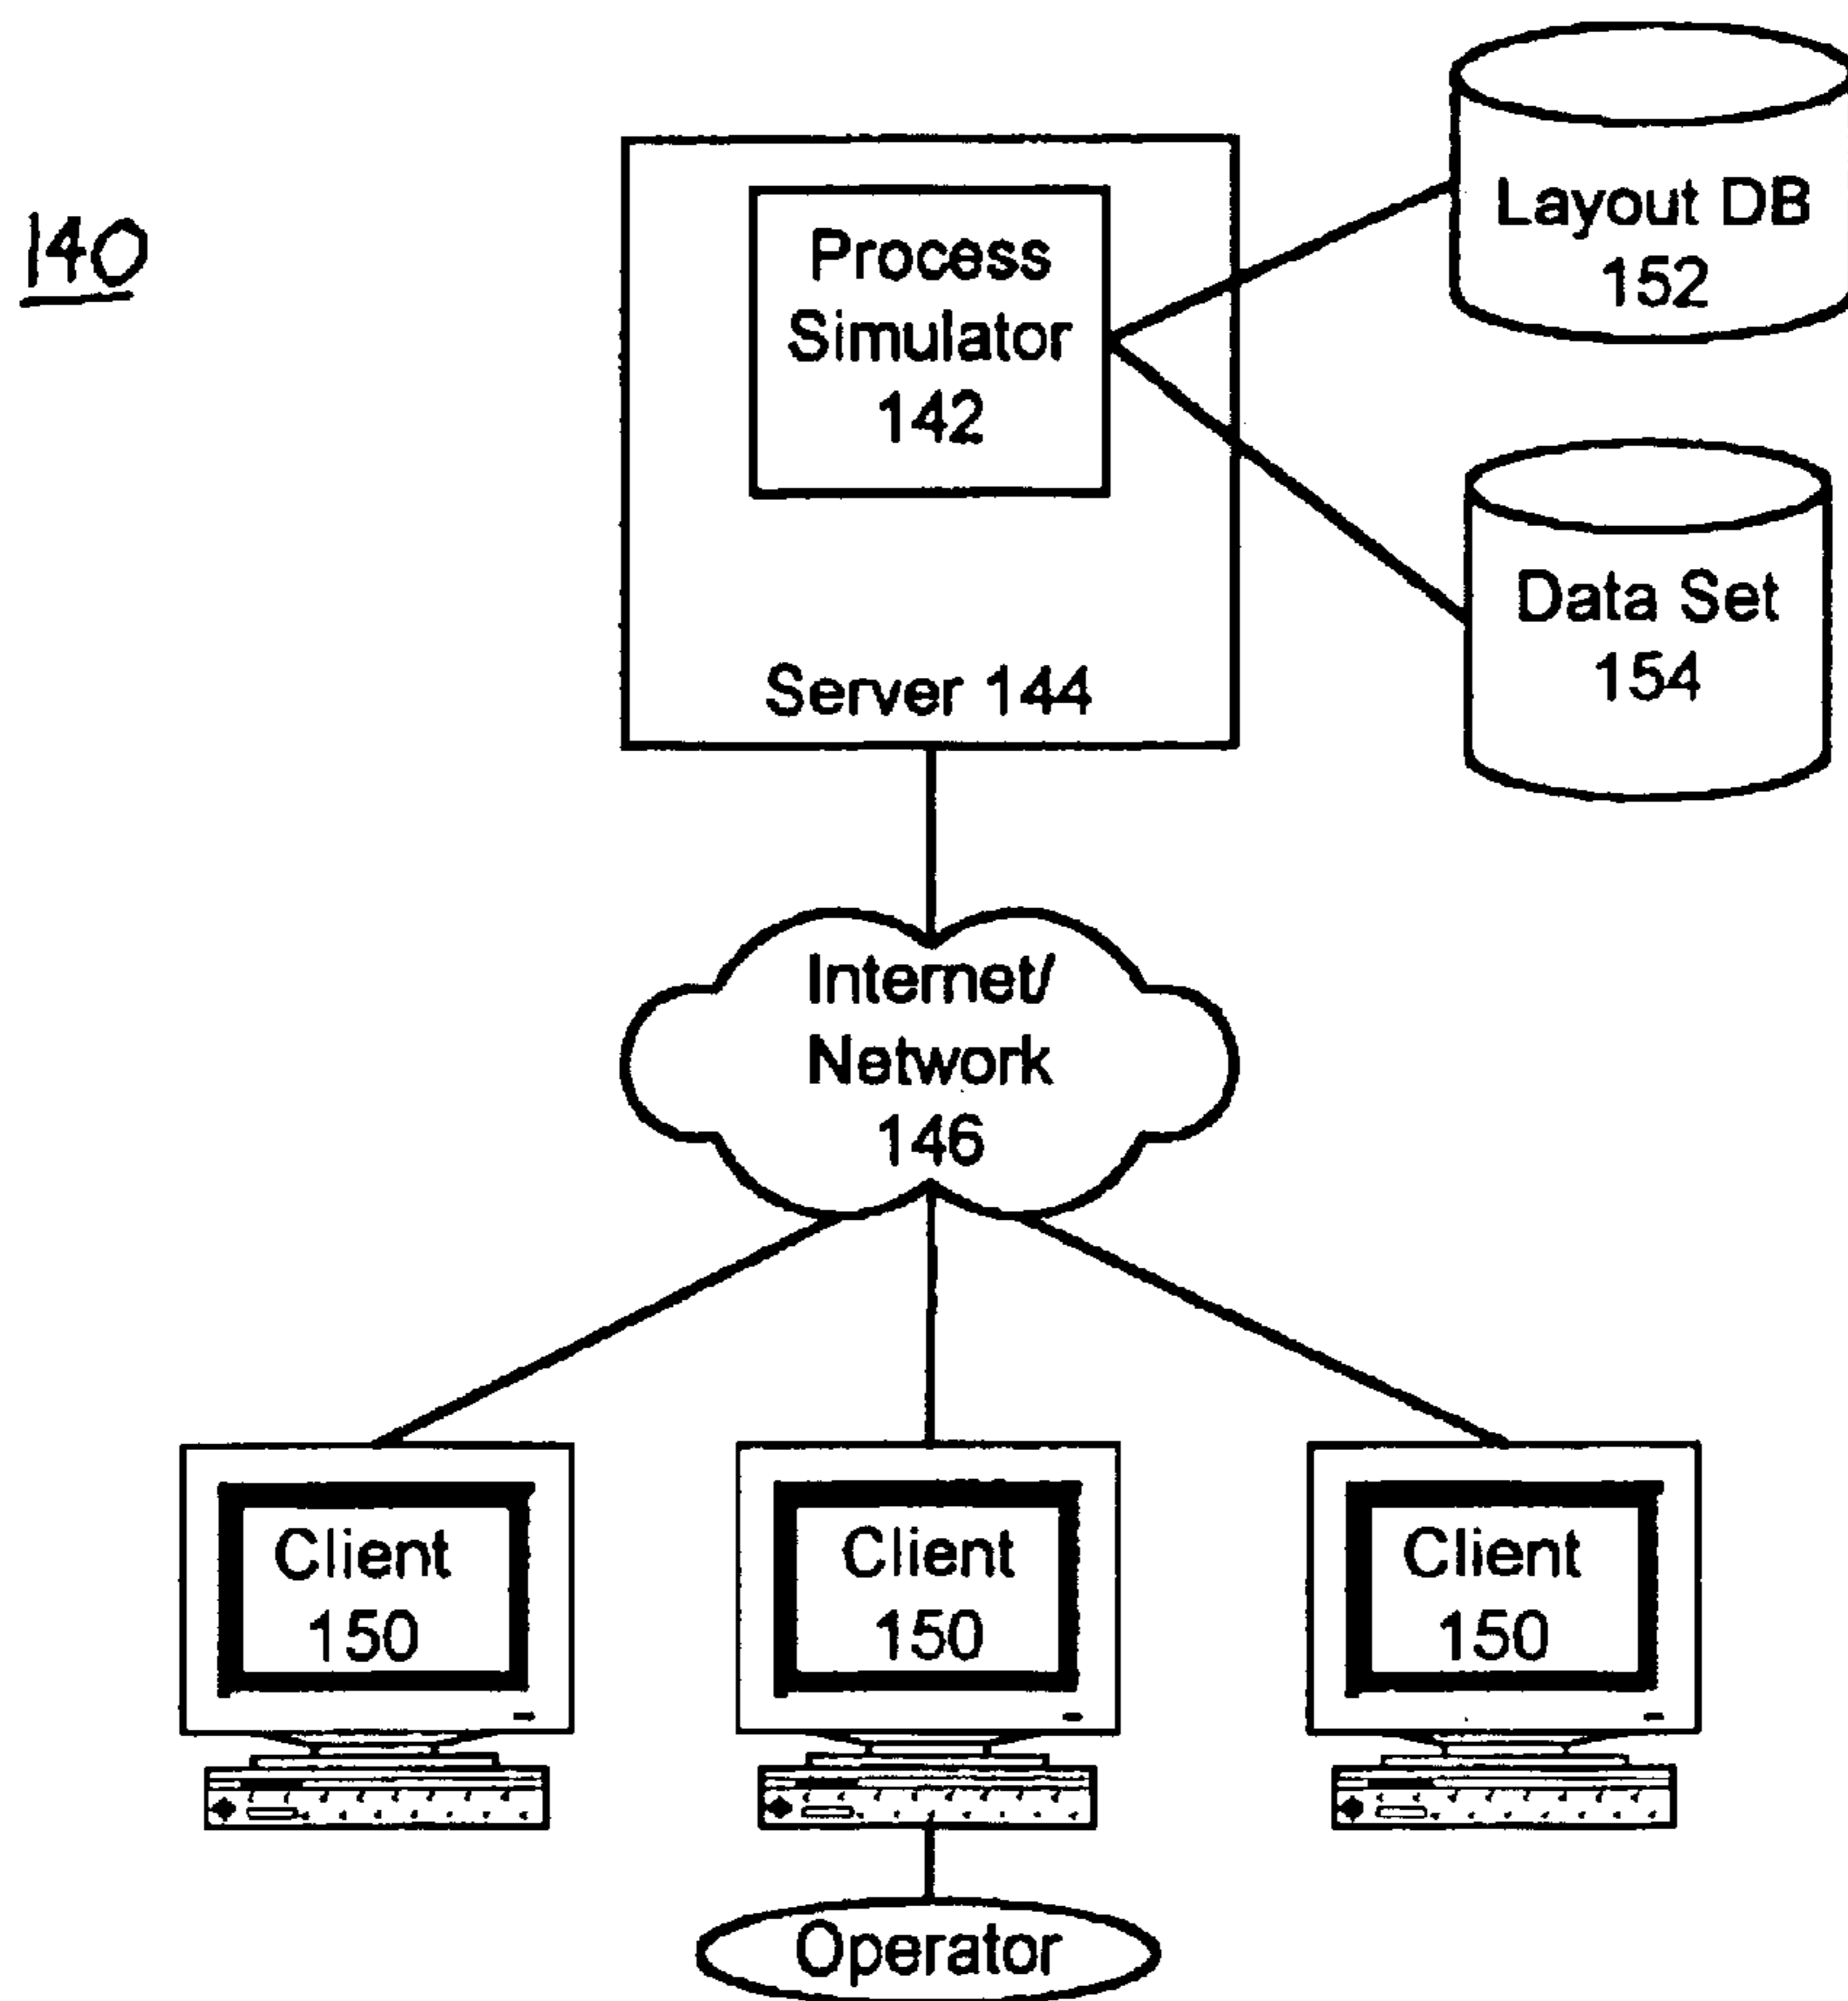 140
Process
Simulator
142
Server 144
Layout DB
152
Data Set
154
Internet/
Network
146
Client
150
Client
150
Client
150
Operator